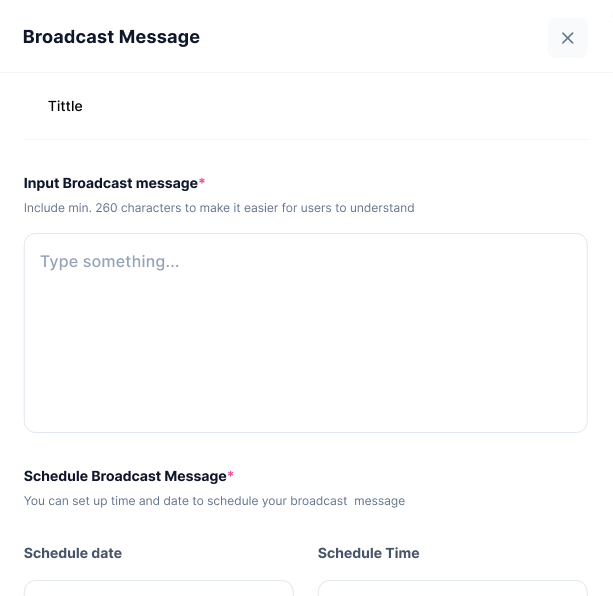 Broadcast Message
Tittle
Input Broadcast message*
Include min. 260 characters to make it easier for users to understand
Type something...
Schedule Broadcast Message*
You can set up time and date to schedule your broadcast  message
Schedule date
Schedule Time